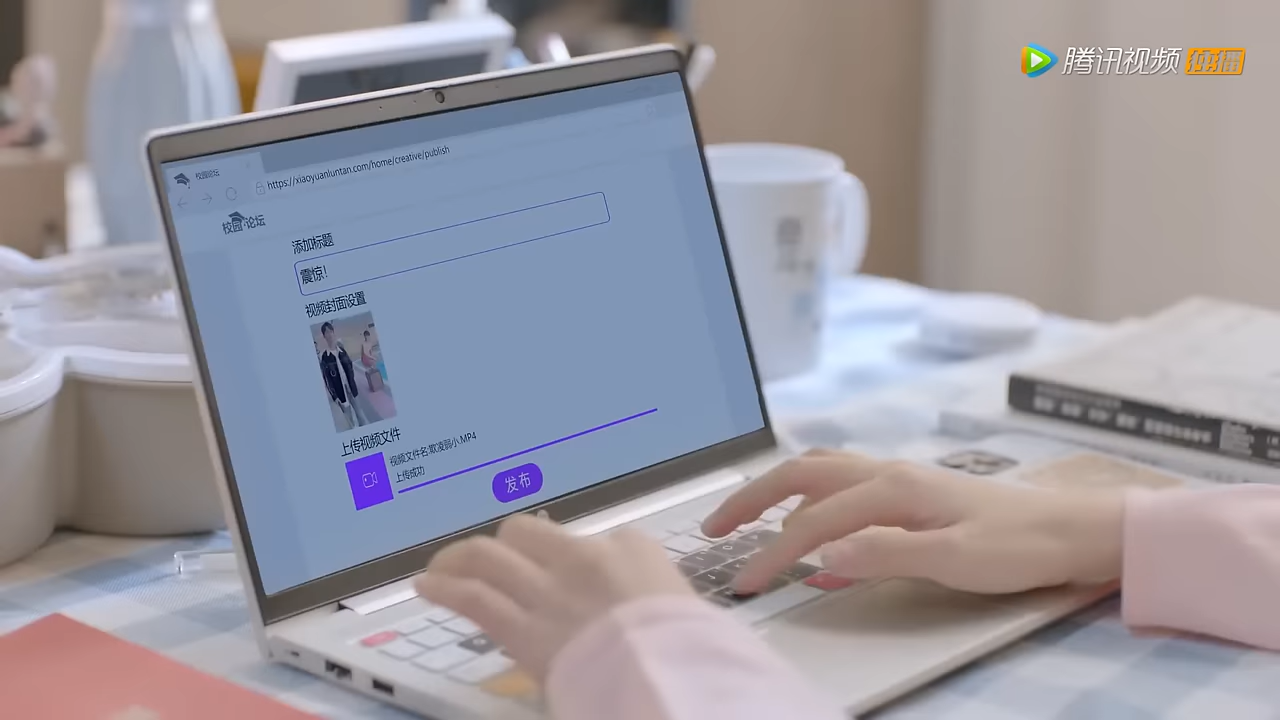 腾讯视频 独播
校园论坛
https://xiaoyuanluntan.com/home/creative/publish
校园·论坛
添加标题
震惊!
视频封面设置
上传视频文件
视频文件名:欺凌弱小.MP4
上传成功
发布